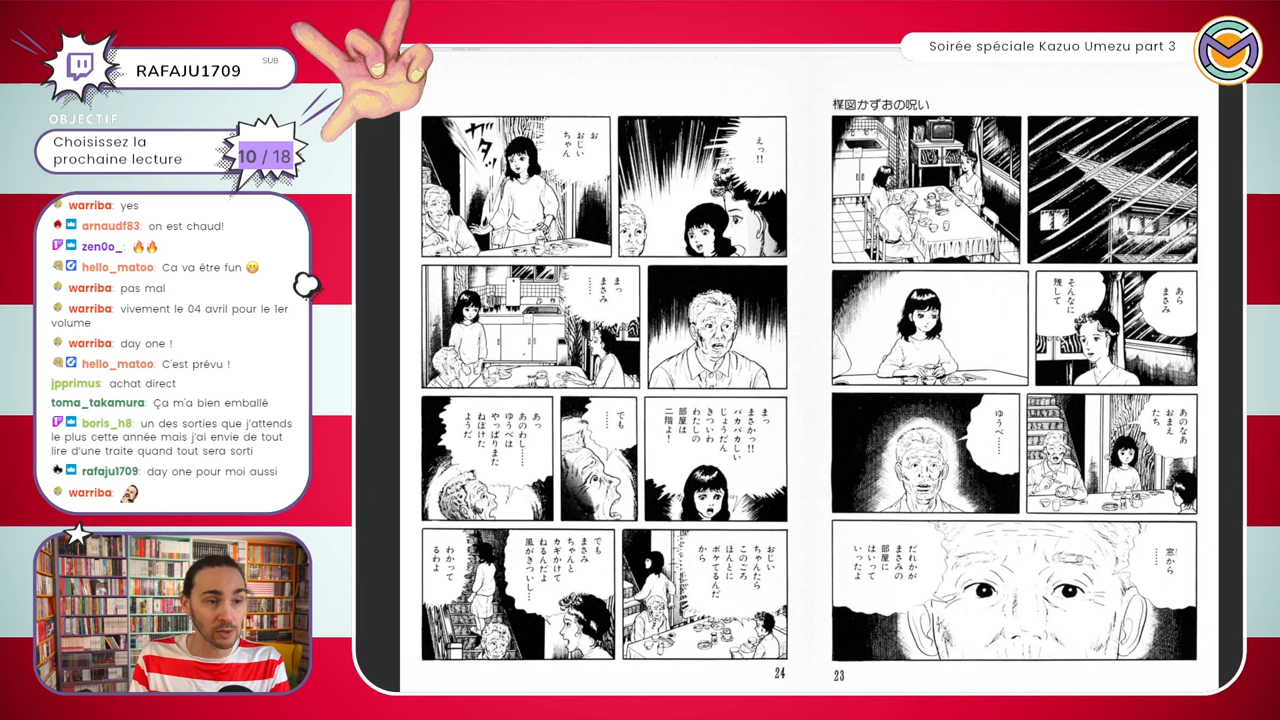 RAFAJU1709
SUB
OBJECTIF
Choisissez la
prochaine lecture
10 / 18
warriba: yes
arnaudf83: on est chaud!
zen0o_: 🔥🔥
hello_matoo: Ca va être fun 😬
warriba: pas mal
warriba: vivement le 04 avril pour le 1er
volume
warriba: day one !
hello_matoo: C'est prévu !
jpprimus: achat direct
toma_takamura: Ça m'a bien emballé
boris_h8: un des sorties que j'attends
le plus cette année mais j'ai envie de tout
lire d'une traite quand tout sera sorti
rafaju1709: day one pour moi aussi
warriba:
Soirée spéciale Kazuo Umezu part 3
楳図かずおの呪い
あら
まさみ
そんなに
残して
あのなあ
おまえ
たち
ゆうべ……
……
窓から
だれかが
まさみの
部屋に
はいって
いったよ
23
えっ!!
おじい
ちゃん
ガタッ
まっ
まさみ
……
まっ
まさかっ!!
バカバカしい
じょうだん
きついわ
わたしの
部屋は
二階よ!
でも
……
あっ
あのわし……
ゆうべは
やっぱりまた
ねぼけた
ようだ
おじい
ちゃんたら
このごろ
ほんとに
ボケてるんだ
から
でも
まさみ
ちゃんと
カギかけて
ねるんだよ
風がきついし…
わかって
るわよ
24